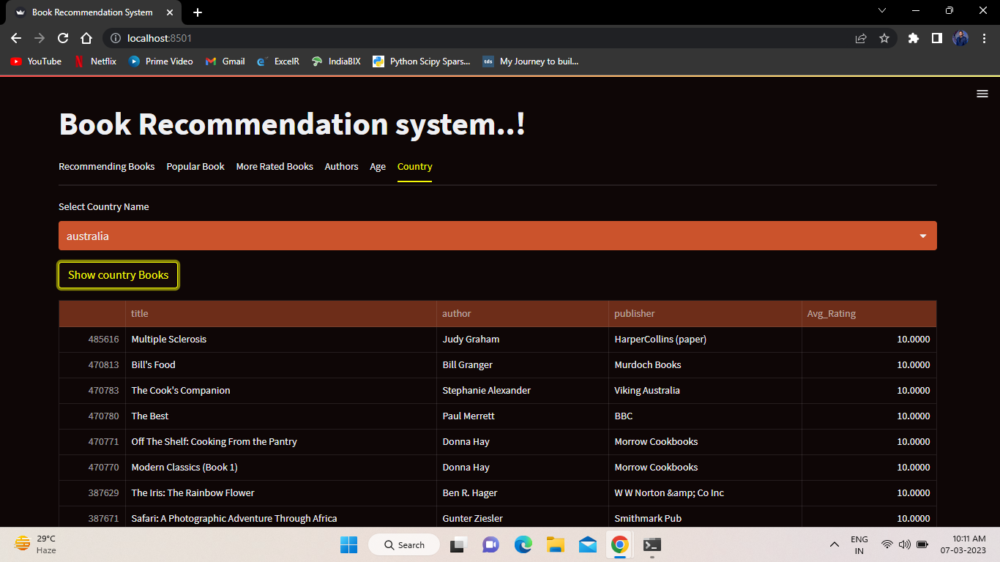 Book Recommendation System
localhost:8501
YouTube Netflix Prime Video Gmail ExcelR IndiaBIX Python Scipy Spars... tds My Journey to buil...
Book Recommendation system..!
Recommending Books Popular Book More Rated Books Authors Age Country
Select Country Name
australia
Show country Books
title author publisher Avg_Rating
485616 Multiple Sclerosis Judy Graham HarperCollins (paper) 10.0000
470813 Bill's Food Bill Granger Murdoch Books 10.0000
470783 The Cook's Companion Stephanie Alexander Viking Australia 10.0000
470780 The Best Paul Merrett BBC 10.0000
470771 Off The Shelf: Cooking From the Pantry Donna Hay Morrow Cookbooks 10.0000
470770 Modern Classics (Book 1) Donna Hay Morrow Cookbooks 10.0000
387629 The Iris: The Rainbow Flower Ben R. Hager W W Norton &amp; Co Inc 10.0000
387671 Safari: A Photographic Adventure Through Africa Gunter Ziesler Smithmark Pub 10.0000
29°C
Haze
Search
ENG
IN
10:11 AM
07-03-2023